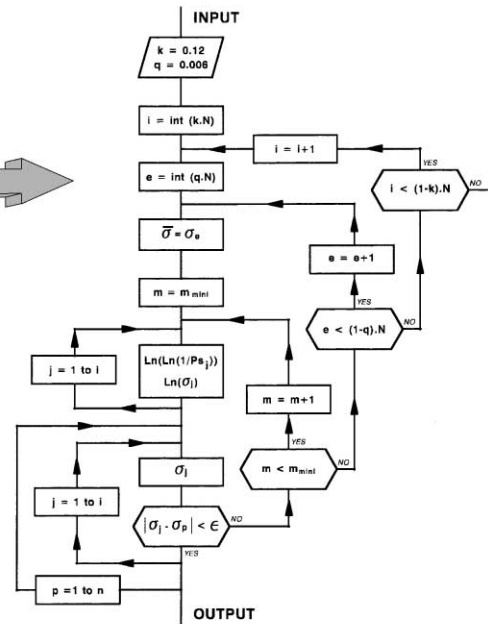 INPUT
k = 0.12
q = 0.006
i = int (k.N)
i = i+1
YES
i < (1-k).N
NO
e = int (q.N)
σ̅ = σe
e = e+1
YES
m = mmini
e < (1-q).N
NO
Ln(Ln(1/Psj))
Ln(σj)
j = 1 to i
m = m+1
YES
m < mmini
NO
σj
j = 1 to i
|σj - σp| < ϵ
NO
YES
p =1 to n
OUTPUT